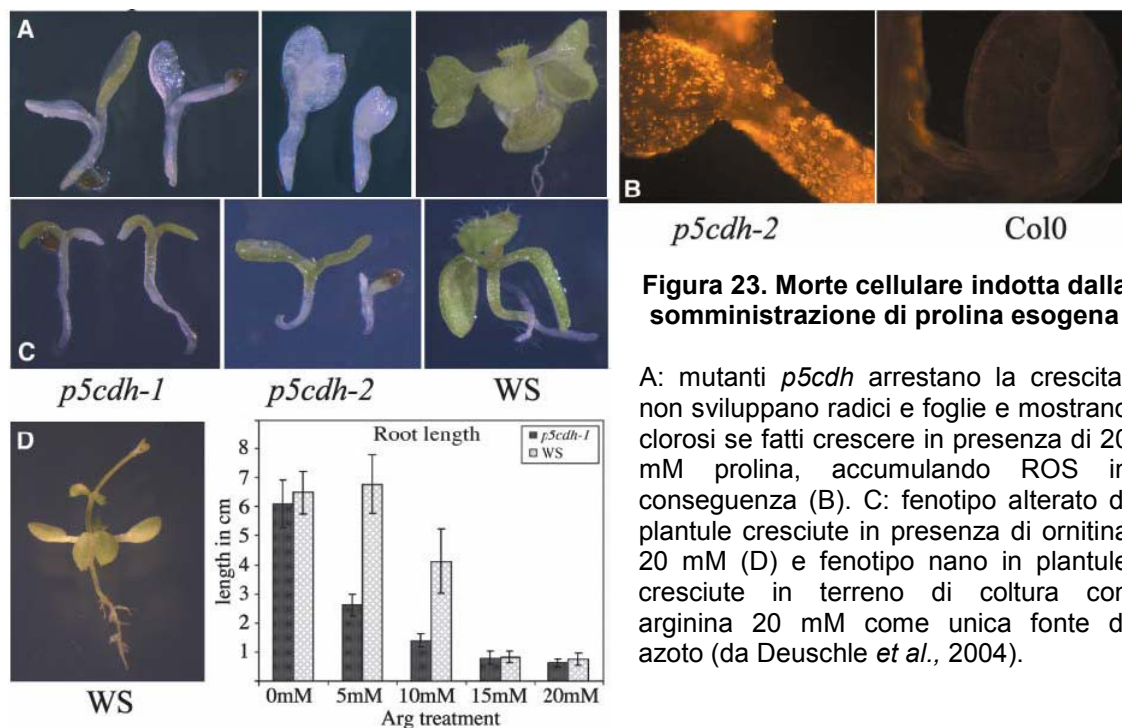 A
B
p5cdh-2 Col0
C
p5cdh-1 p5cdh-2 WS
D
WS
Root length
p5cdh-1
WS
length in cm
8
7
6
5
4
3
2
1
0mM 5mM 10mM 15mM 20mM
Arg treatment
Figura 23. Morte cellulare indotta dalla
somministrazione di prolina esogena
A: mutanti p5cdh arrestano la crescita
non sviluppano radici e foglie e mostrano
clorosi se fatti crescere in presenza di 20
mM prolina, accumulando ROS in
conseguenza (B). C: fenotipo alterato d
plantule cresciute in presenza di ornitina
20 mM (D) e fenotipo nano in plantule
cresciute in terreno di coltura con
arginina 20 mM come unica fonte d
azoto (da Deuschle et al., 2004).